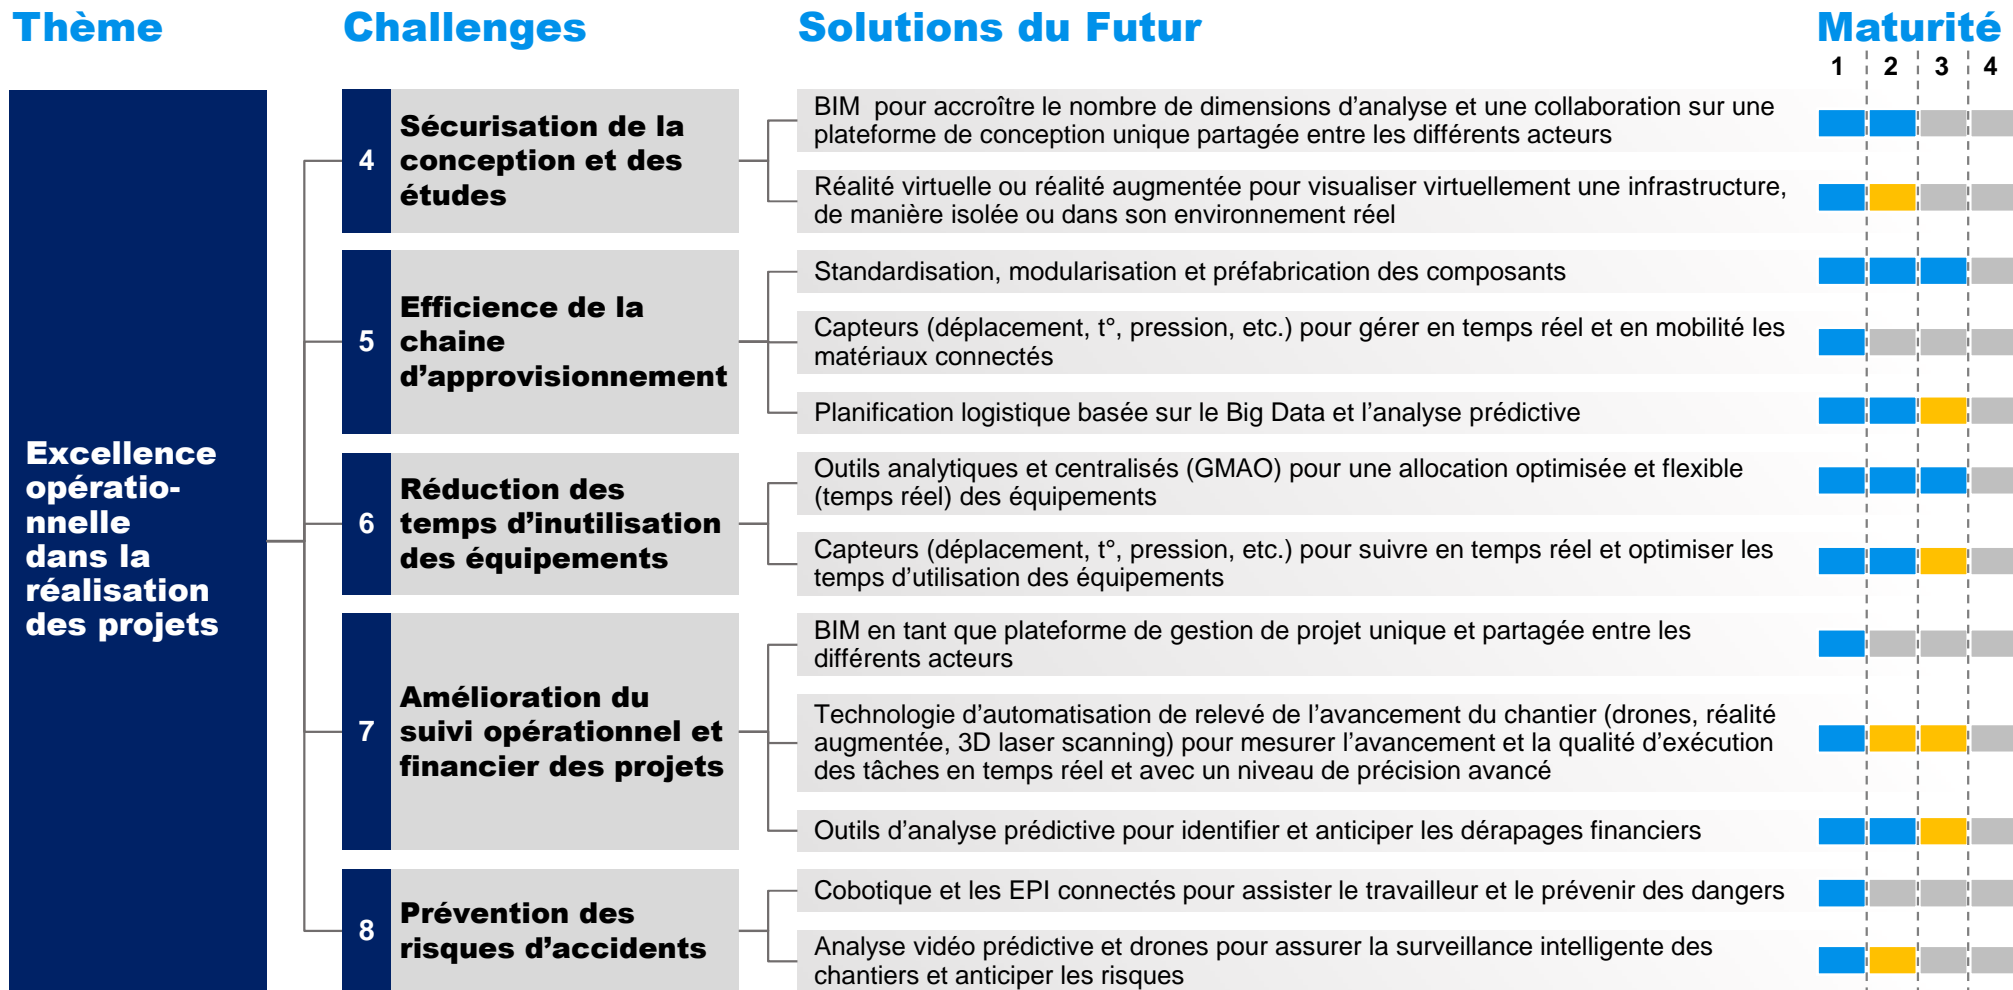 Thème
Challenges
Solutions du Futur
Maturité
1 2 3 4
Excellence
opératio-
nnelle
dans la
réalisation
des projets
4
Sécurisation de la
conception et des
études
BIM  pour accroître le nombre de dimensions d’analyse et une collaboration sur une
plateforme de conception unique partagée entre les différents acteurs
Réalité virtuelle ou réalité augmentée pour visualiser virtuellement une infrastructure,
de manière isolée ou dans son environnement réel
5
Efficience de la
chaine
d’approvisionnement
Standardisation, modularisation et préfabrication des composants
Capteurs (déplacement, t°, pression, etc.) pour gérer en temps réel et en mobilité les
matériaux connectés
Planification logistique basée sur le Big Data et l’analyse prédictive
6
Réduction des
temps d’inutilisation
des équipements
Outils analytiques et centralisés (GMAO) pour une allocation optimisée et flexible
(temps réel) des équipements
Capteurs (déplacement, t°, pression, etc.) pour suivre en temps réel et optimiser les
temps d’utilisation des équipements
7
Amélioration du
suivi opérationnel et
financier des projets
BIM en tant que plateforme de gestion de projet unique et partagée entre les
différents acteurs
Technologie d’automatisation de relevé de l’avancement du chantier (drones, réalité
augmentée, 3D laser scanning) pour mesurer l’avancement et la qualité d’exécution
des tâches en temps réel et avec un niveau de précision avancé
Outils d’analyse prédictive pour identifier et anticiper les dérapages financiers
8
Prévention des
risques d’accidents
Cobotique et les EPI connectés pour assister le travailleur et le prévenir des dangers
Analyse vidéo prédictive et drones pour assurer la surveillance intelligente des
chantiers et anticiper les risques